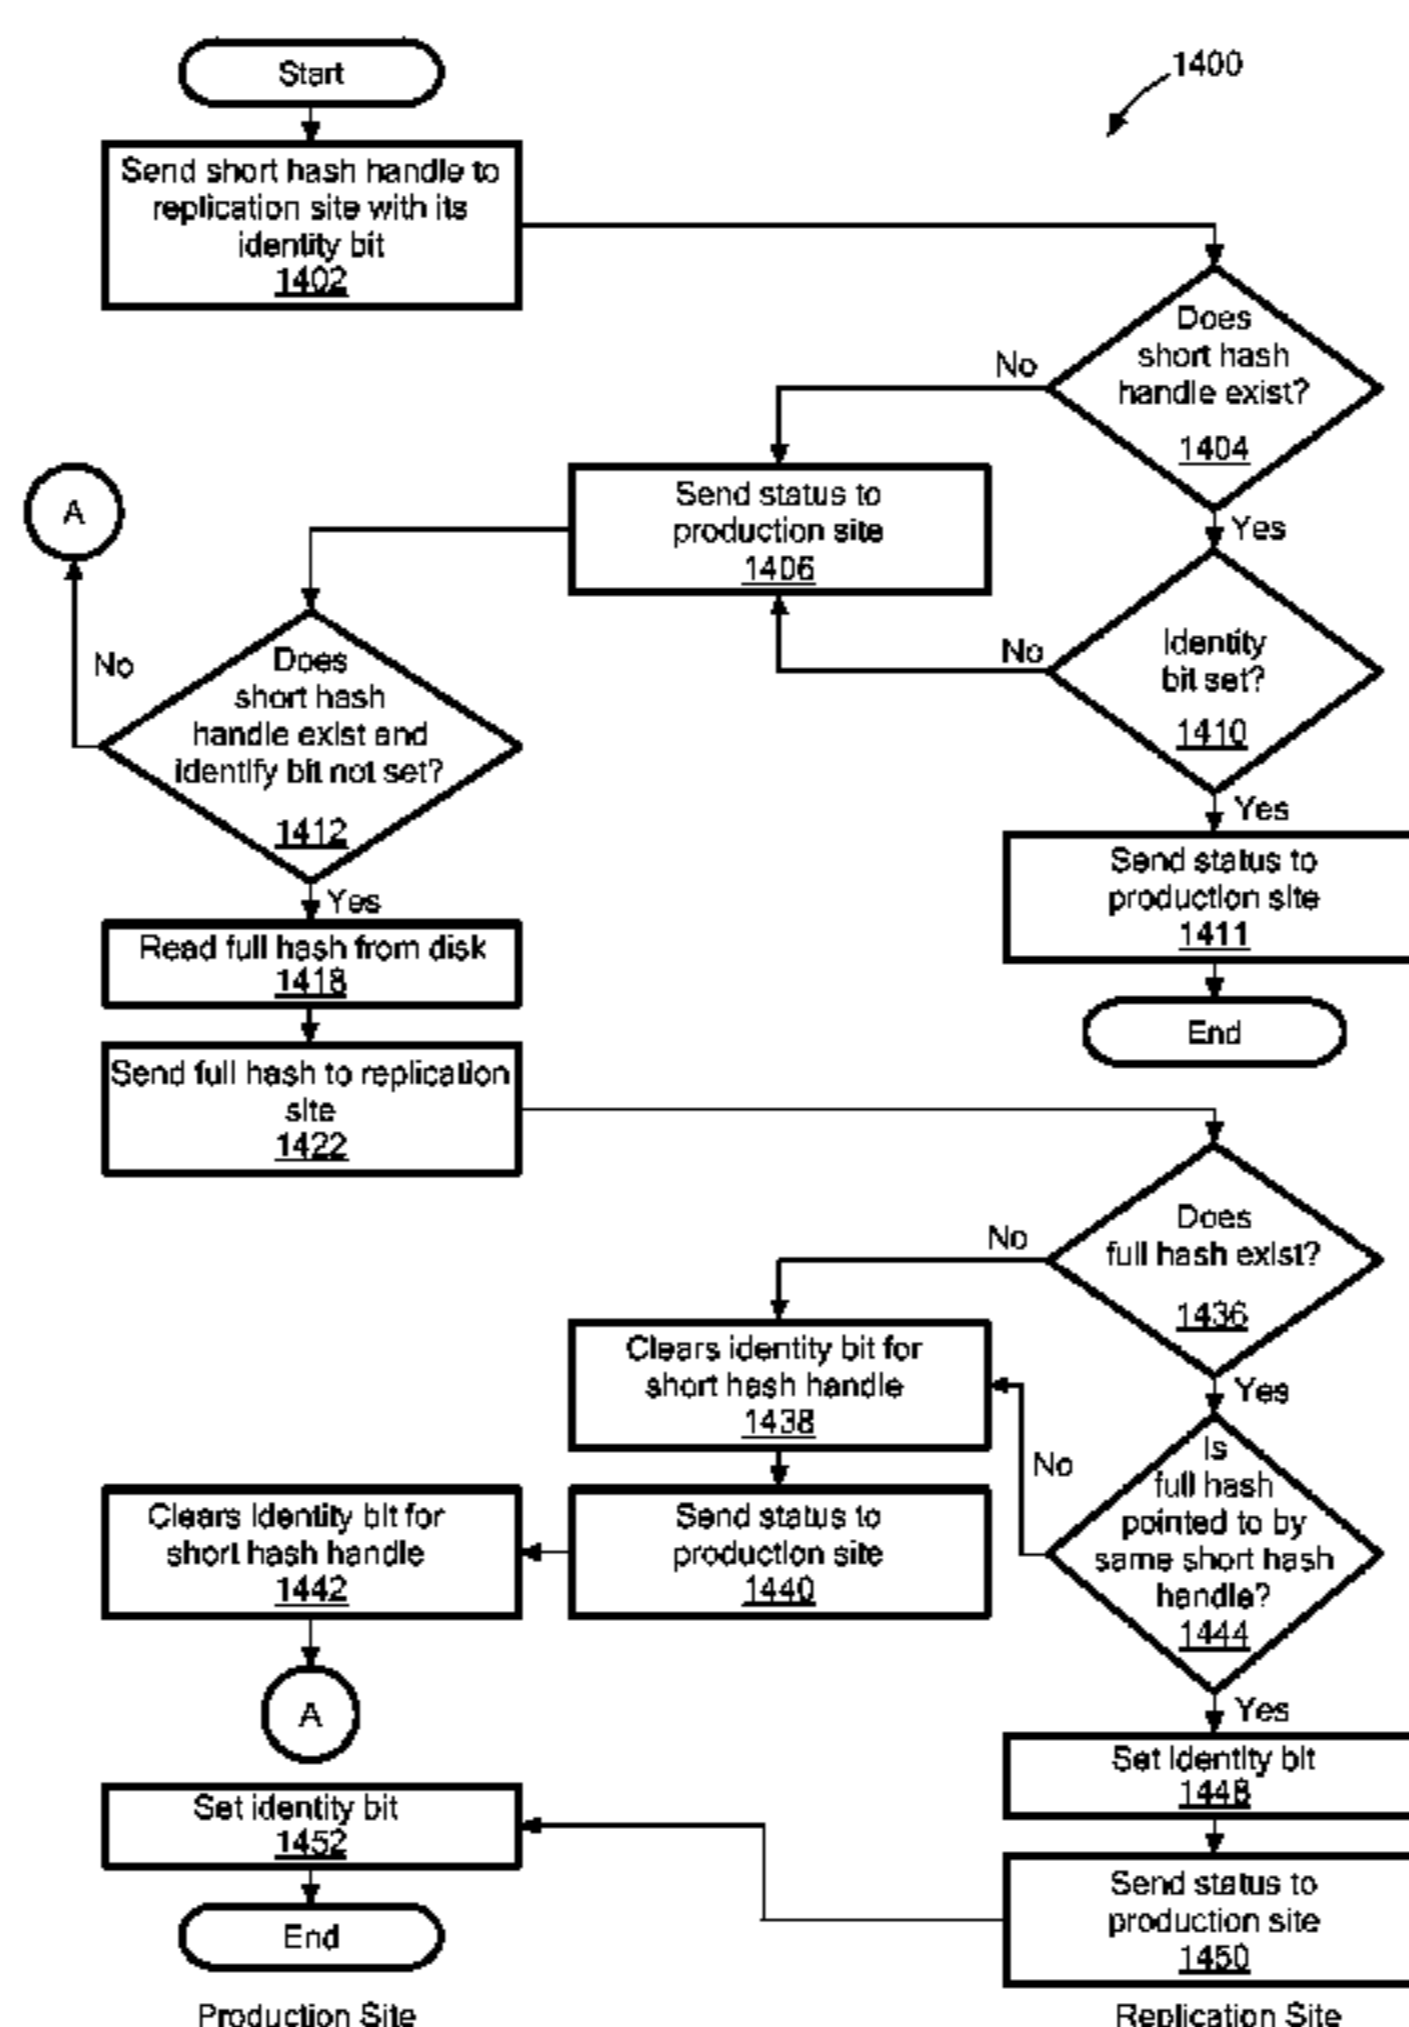 Start
1400
Send short hash handle to
replication site with its
identity bit
1402
Does
short hash
handle exist?
1404
No
Yes
Send status to
production site
1406
A
Identity
bit set?
1410
No
Yes
Does
short hash
handle exist and
identify bit not set?
1412
No
Yes
Send status to
production site
1411
End
Read full hash from disk
1418
Send full hash to replication
site
1422
Does
full hash exist?
1436
No
Yes
Clears identity bit for
short hash handle
1438
Is
full hash
pointed to by
same short hash
handle?
1444
No
Yes
Send status to
production site
1440
Clears identity bit for
short hash handle
1442
A
Set identity bit
1448
Send status to
production site
1450
Set identity bit
1452
End
Production Site
Replication Site